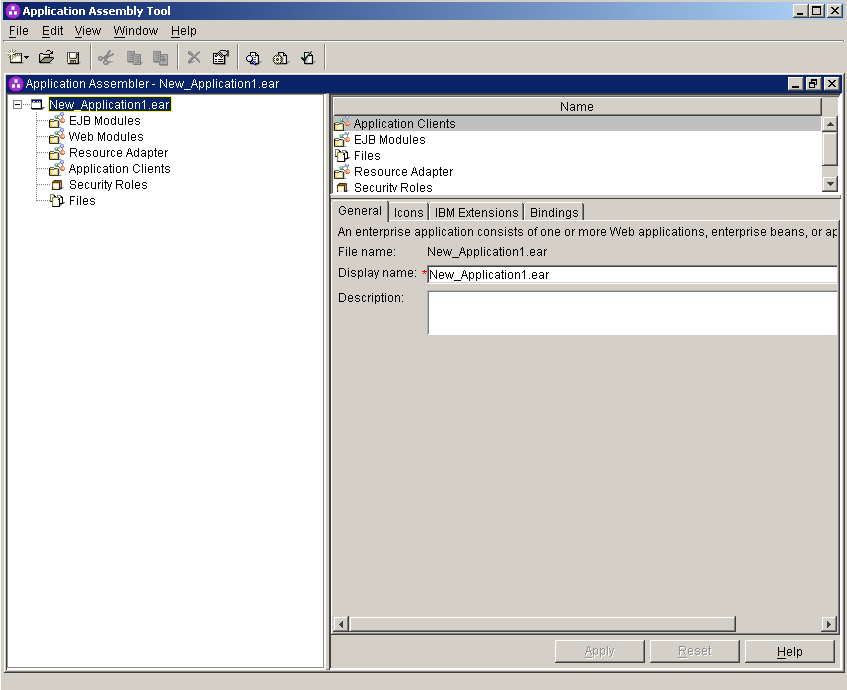 Application Assembly Tool
File Edit View Window Help
Application Assembler - New_Application1.ear
New_Application1.ear
EJB Modules
Web Modules
Resource Adapter
Application Clients
Security Roles
Files
Name
Application Clients
EJB Modules
Files
Resource Adapter
Security Roles
General Icons IBM Extensions Bindings
An enterprise application consists of one or more Web applications, enterprise beans, or ap
File name: New_Application1.ear
Display name: *New_Application1.ear
Description:
Apply Reset Help